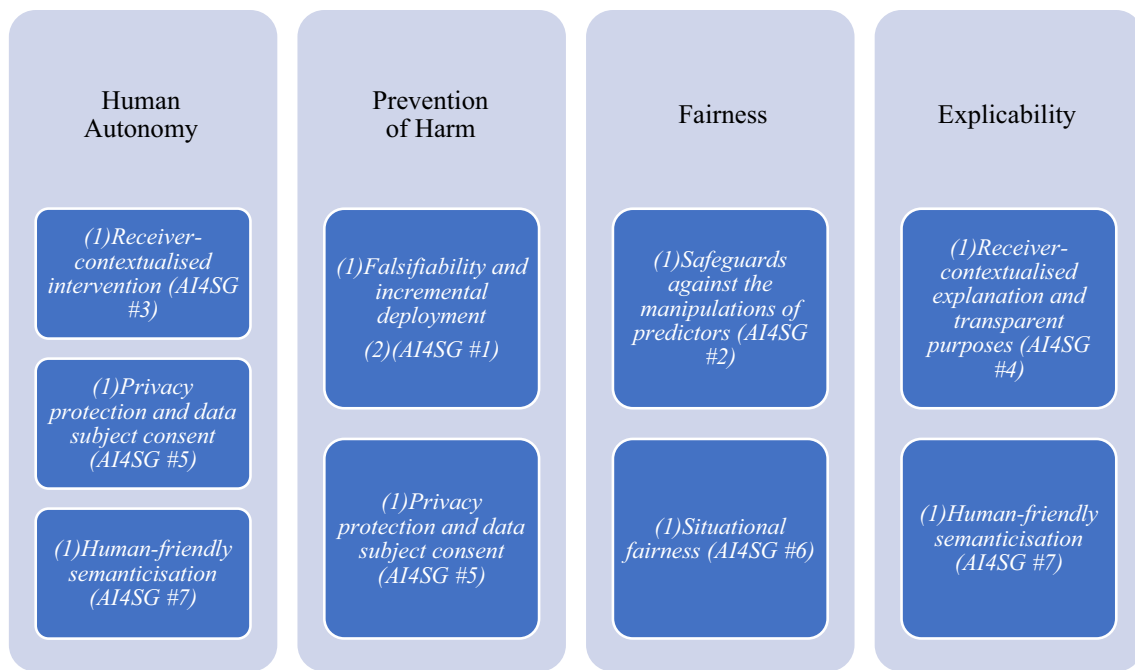 Human
Autonomy
(1)Receiver-
contextualised
intervention (AI4SG
#3)
(1)Privacy
protection and data
subject consent
(AI4SG #5)
(1)Human-friendly
semanticisation
(AI4SG #7)
Prevention
of Harm
(1)Falsifiability and
incremental
deployment
(2)(AI4SG #1)
(1)Privacy
protection and data
subject consent
(AI4SG #5)
Fairness
(1)Safeguards
against the
manipulations of
predictors (AI4SG
#2)
(1)Situational
fairness (AI4SG #6)
Explicability
(1)Receiver-
contextualised
explanation and
transparent
purposes (AI4SG
#4)
(1)Human-friendly
semanticisation
(AI4SG #7)